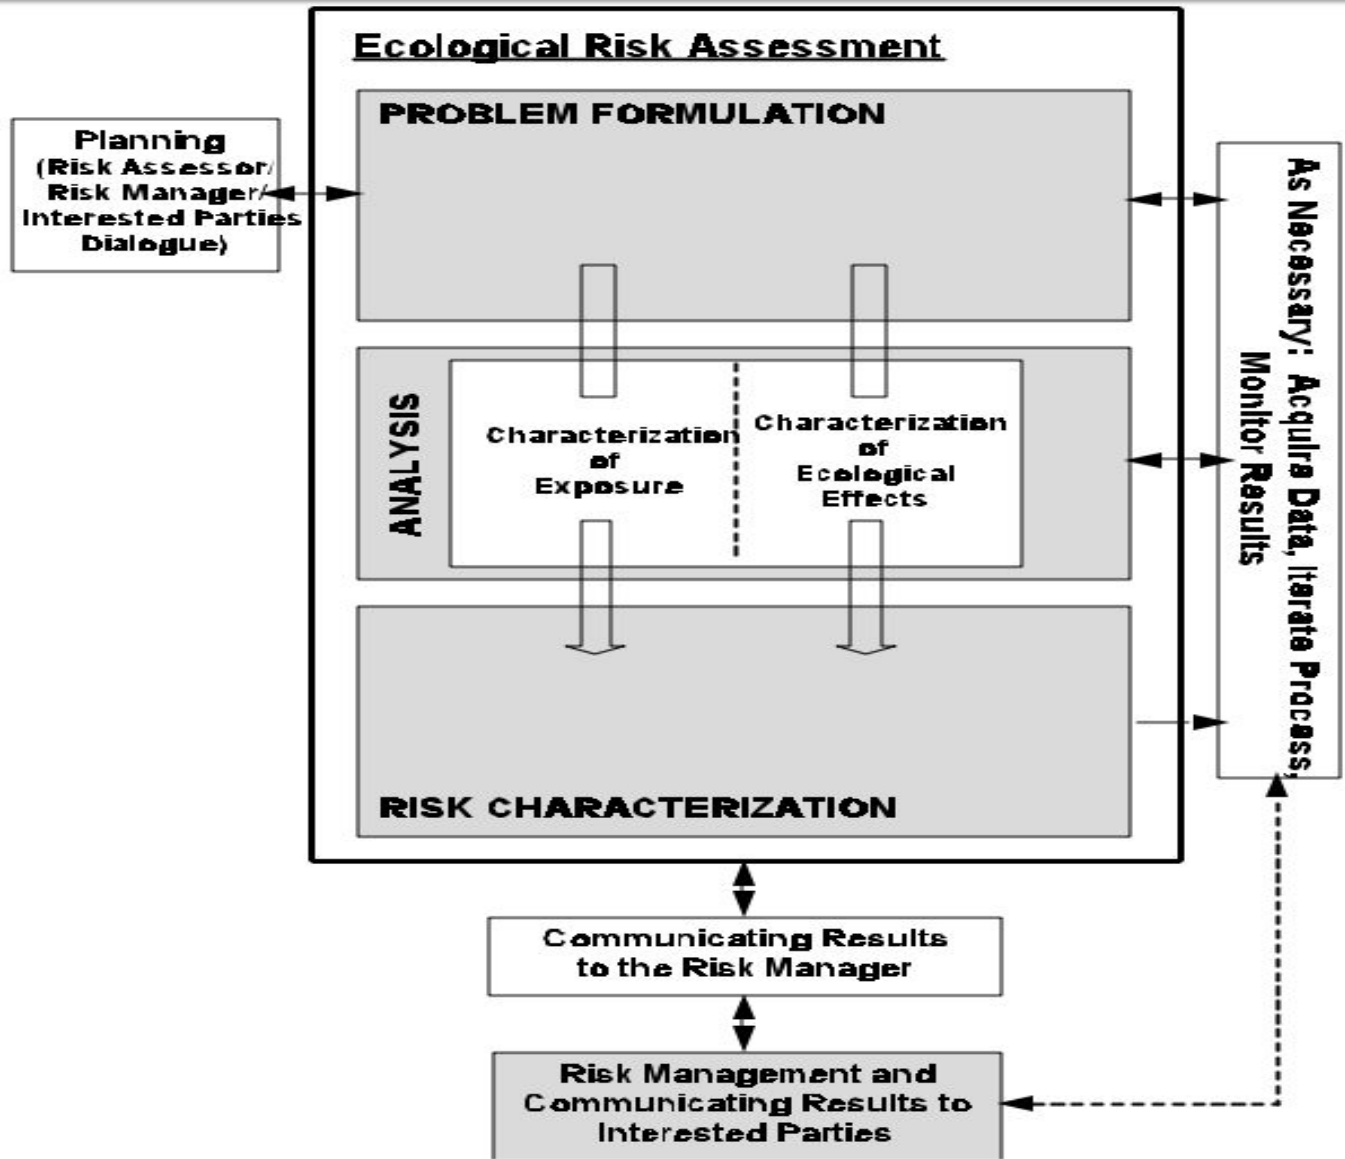 Ecological Risk Assessment
PROBLEM FORMULATION
Planning
(Risk Assessor/
Risk Manager/
Interested Parties
Dialogue)
As Necessary: Acquire Data, Iterate Process,
Monitor Results
ANALYSIS
Characterization
of
Exposure
Characterization
of
Ecological
Effects
RISK CHARACTERIZATION
Communicating Results
to the Risk Manager
Risk Management and
Communicating Results to
Interested Parties